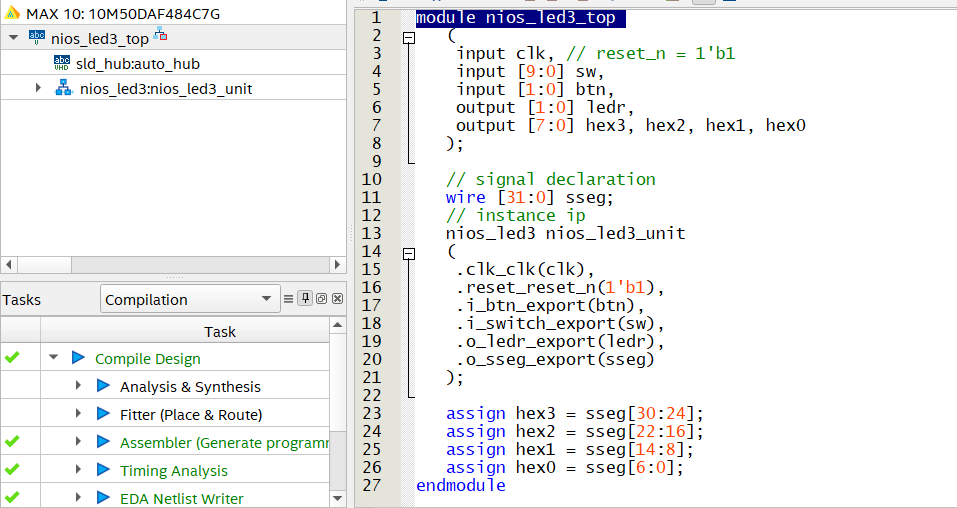 MAX 10: 10M50DAF484C7G
nios_led3_top
sld_hub:auto_hub
nios_led3:nios_led3_unit
Tasks
Compilation
Task
Compile Design
Analysis & Synthesis
Fitter (Place & Route)
Assembler (Generate programm
Timing Analysis
EDA Netlist Writer
1 module nios_led3_top
2 (
3 input clk, // reset_n = 1'b1
4 input [9:0] sw,
5 input [1:0] btn,
6 output [1:0] ledr,
7 output [7:0] hex3, hex2, hex1, hex0
8 );
9
10 // signal declaration
11 wire [31:0] sseg;
12 // instance ip
13 nios_led3 nios_led3_unit
14 (
15 .clk_clk(clk),
16 .reset_reset_n(1'b1),
17 .i_btn_export(btn),
18 .i_switch_export(sw),
19 .o_ledr_export(ledr),
20 .o_sseg_export(sseg)
21 );
22
23 assign hex3 = sseg[30:24];
24 assign hex2 = sseg[22:16];
25 assign hex1 = sseg[14:8];
26 assign hex0 = sseg[6:0];
27 endmodule